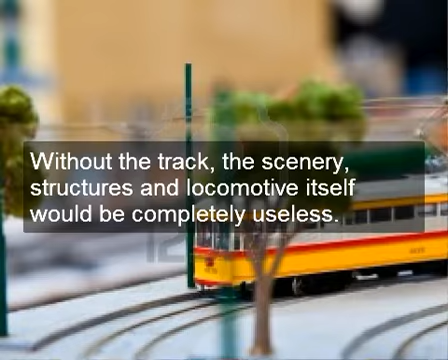 Without the track, the scenery,
structures and locomotive itself
would be completely useless.